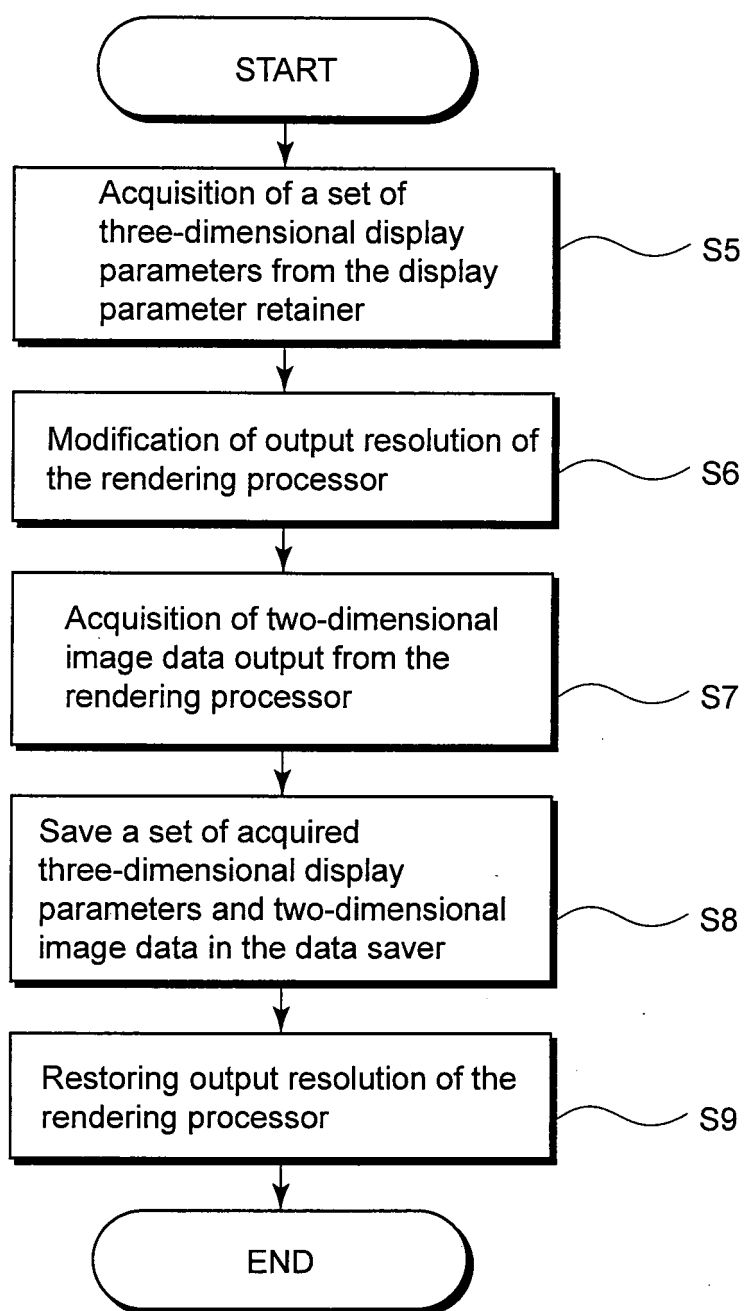 START
Acquisition of a set of
three-dimensional display
parameters from the display
parameter retainer
S5
Modification of output resolution of
the rendering processor
S6
Acquisition of two-dimensional
image data output from the
rendering processor
S7
Save a set of acquired
three-dimensional display
parameters and two-dimensional
image data in the data saver
S8
Restoring output resolution of the
rendering processor
S9
END